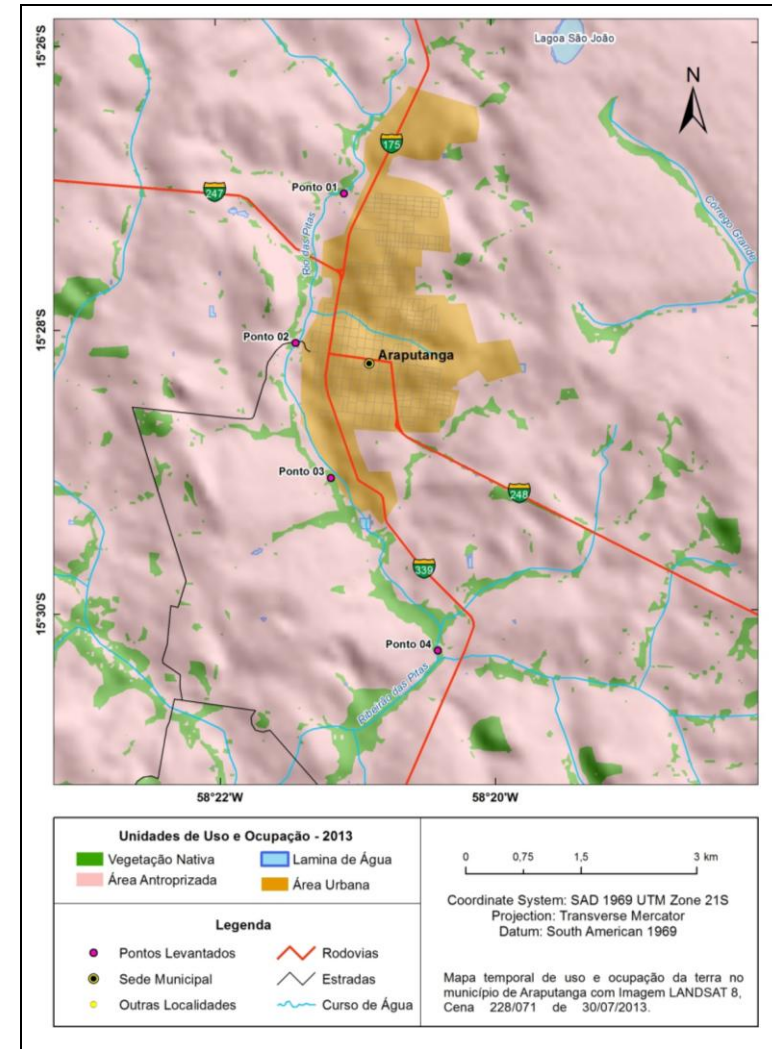 15°26'S
Lagoa São João
N
175
Ponto 01
247
Rio das Pitas
Córrego Grande
15°28'S
Ponto 02
Araputanga
Ponto 03
248
339
15°30'S
Ponto 04
Ribeirão das Pitas
58°22'W
58°20'W
Unidades de Uso e Ocupação - 2013
Vegetação Nativa
Lamina de Água
Área Antroprizada
Área Urbana
Legenda
Pontos Levantados
Rodovias
Sede Municipal
Estradas
Outras Localidades
Curso de Água
0 0,75 1,5 3 km
Coordinate System: SAD 1969 UTM Zone 21S
Projection: Transverse Mercator
Datum: South American 1969
Mapa temporal de uso e ocupação da terra no
município de Araputanga com Imagem LANDSAT 8,
Cena 228/071 de 30/07/2013.